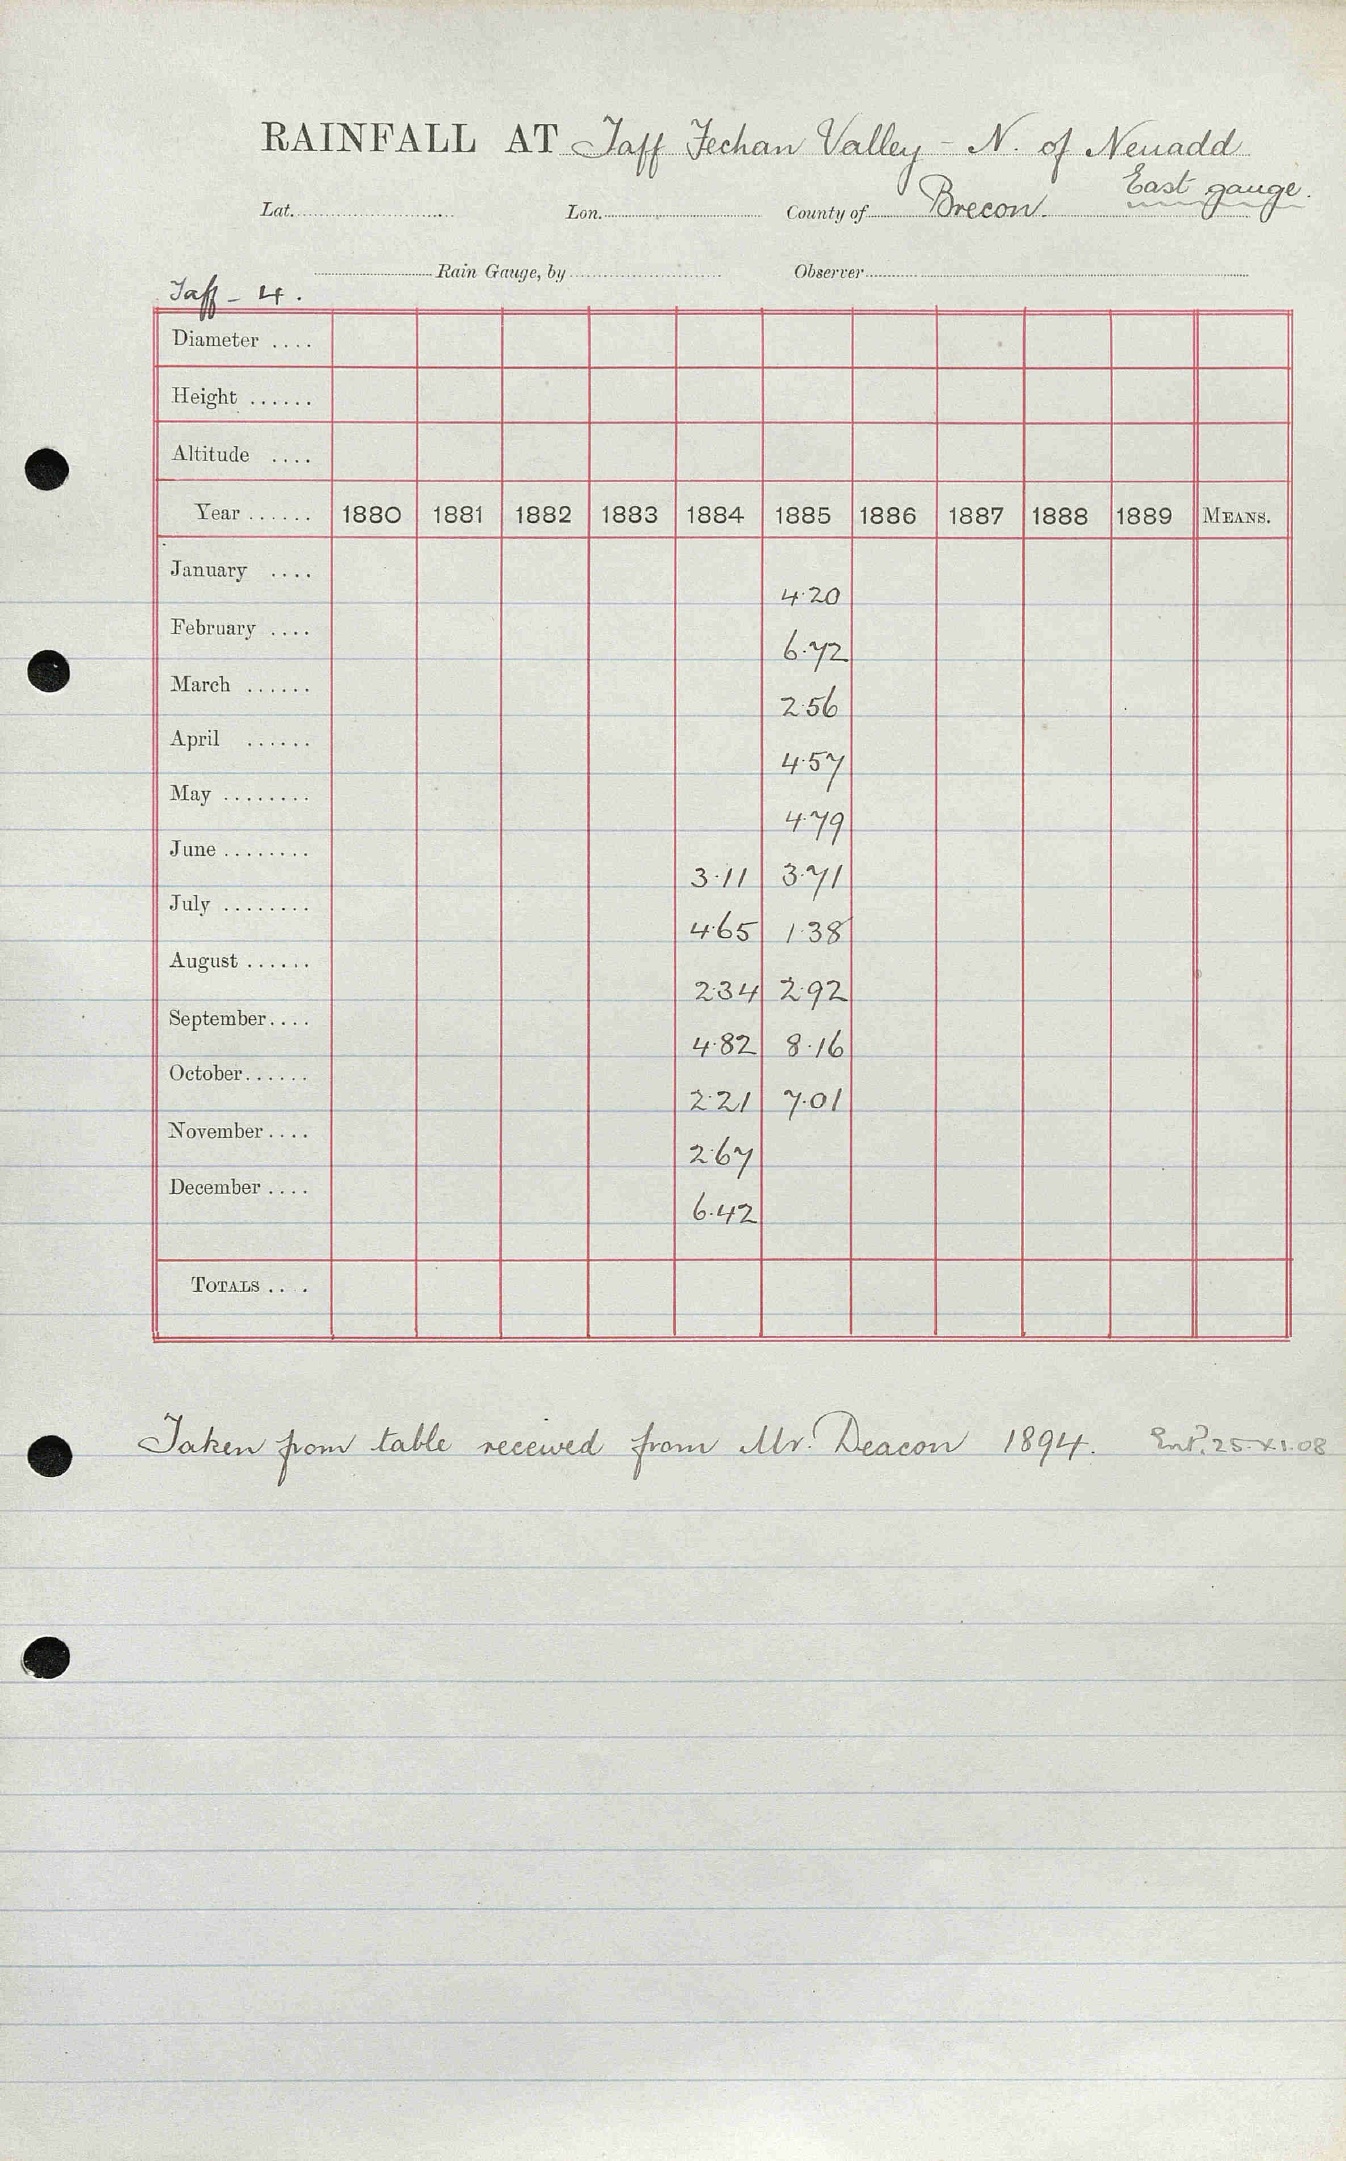 RAINFALL AT Taff Fechan Valley - N. of Neuadd
East gauge.
Lat. Lon. County of Brecon.
Rain Gauge, by Observer
Taff - 4.
Diameter ....
Height ......
Altitude ....
Year ...... 1880 1881 1882 1883 1884 1885 1886 1887 1888 1889 MEANS.
January ....
4.20
February ....
6.72
March ......
2.56
April ......
4.57
May ........
4.79
June ........
3.11 3.71
July ........
4.65 1.38
August ......
2.34 2.92
September....
4.82 8.16
October......
2.21 7.01
November....
2.67
December....
6.42
TOTALS ....
Taken from table received from Mr. Deacon 1894. Entd. 25.XI.08